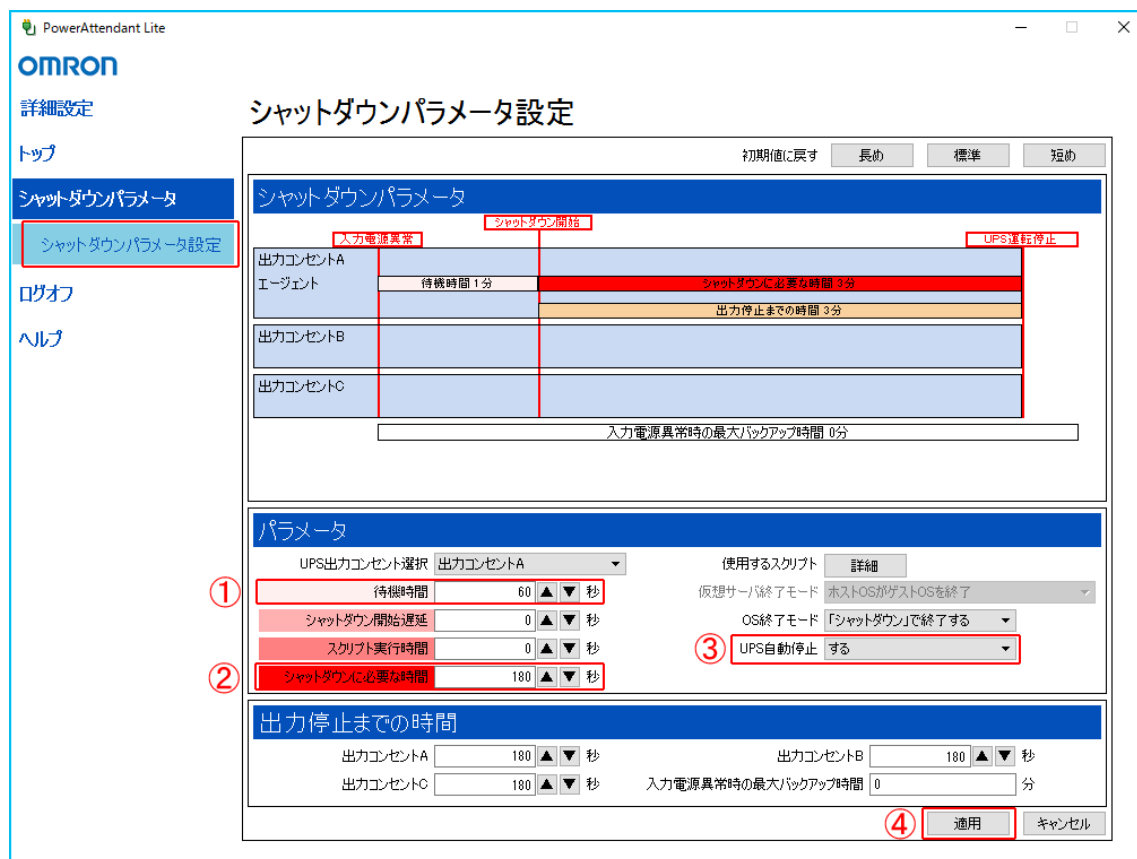 PowerAttendant Lite
OMRON
詳細設定
トップ
シャットダウンパラメータ
シャットダウンパラメータ設定
ログオフ
ヘルプ
シャットダウンパラメータ設定
初期値に戻す 長め 標準 短め
シャットダウンパラメータ
シャットダウン開始
入力電源異常 UPS運転停止
出力コンセントA
エージェント 待機時間 1分 シャットダウンに必要な時間 3分
出力停止までの時間 3分
出力コンセントB
出力コンセントC
入力電源異常時の最大バックアップ時間 0分
パラメータ
UPS出力コンセント選択 出力コンセントA 使用するスクリプト 詳細
① 待機時間 60 ▲ ▼ 秒 仮想サーバ終了モード ホストOSがゲストOSを終了
シャットダウン開始遅延 0 ▲ ▼ 秒 OS終了モード 「シャットダウン」で終了する
スクリプト実行時間 0 ▲ ▼ 秒 ③ UPS自動停止 する
② シャットダウンに必要な時間 180 ▲ ▼ 秒
出力停止までの時間
出力コンセントA 180 ▲ ▼ 秒 出力コンセントB 180 ▲ ▼ 秒
出力コンセントC 180 ▲ ▼ 秒 入力電源異常時の最大バックアップ時間 0 分
④ 適用 キャンセル